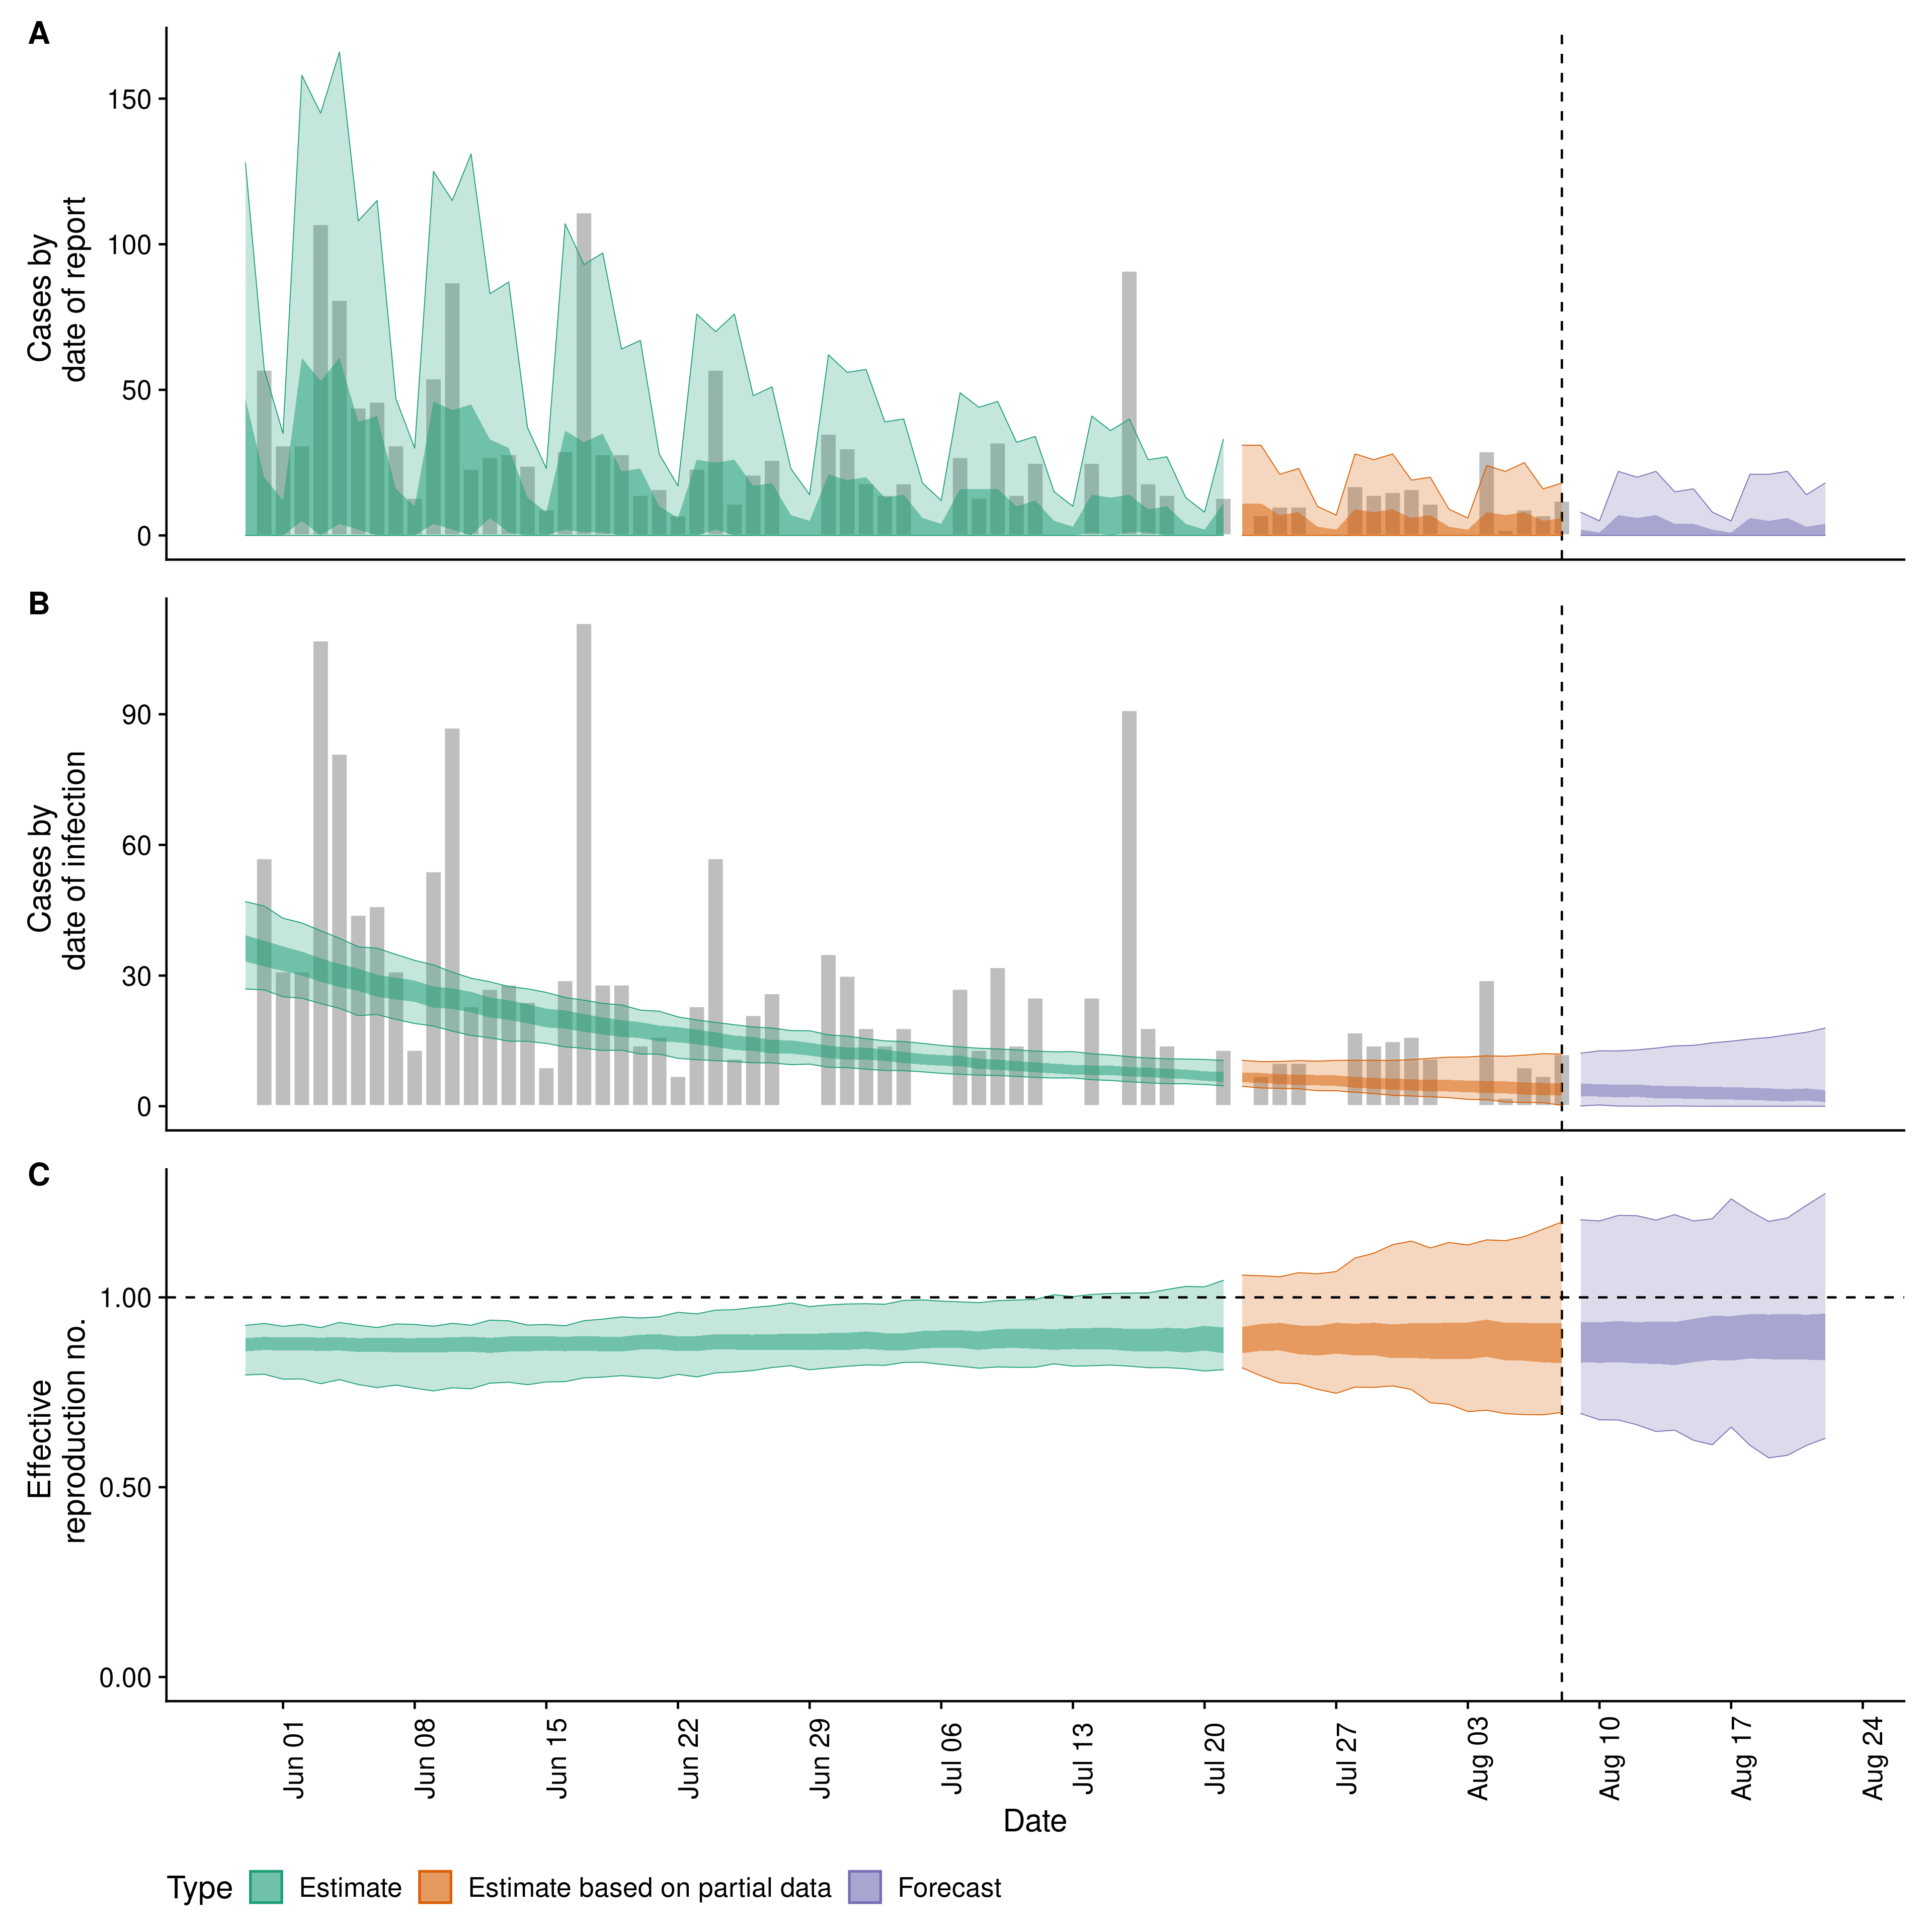 A
Cases by
date of report
150
100
50
0
B
Cases by
date of infection
90
60
30
0
C
Effective
reproduction no.
1.00
0.50
0.00
Jun 01
Jun 08
Jun 15
Jun 22
Jun 29
Jul 06
Jul 13
Jul 20
Jul 27
Aug 03
Aug 10
Aug 17
Aug 24
Date
Type Estimate Estimate based on partial data Forecast